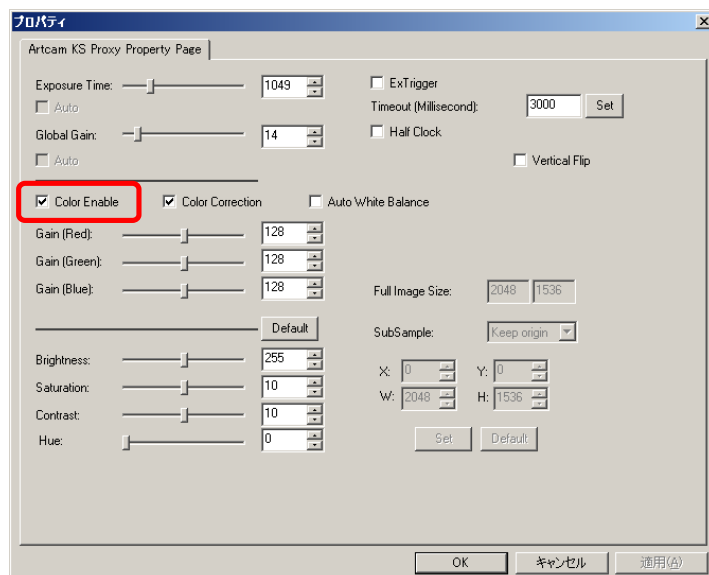 プロパティ
Artcam KS Proxy Property Page
Exposure Time: 1049 ExTrigger
Auto Timeout (Millisecond): 3000 Set
Global Gain: 14 Half Clock
Auto Vertical Flip
Color Enable Color Correction Auto White Balance
Gain (Red): 128
Gain (Green): 128
Gain (Blue): 128 Full Image Size: 2048 1536
Default SubSample: Keep origin
Brightness: 255 X: 0 Y: 0
Saturation: 10 W: 2048 H: 1536
Contrast: 10
Hue: 0 Set Default
OK キャンセル 適用(A)